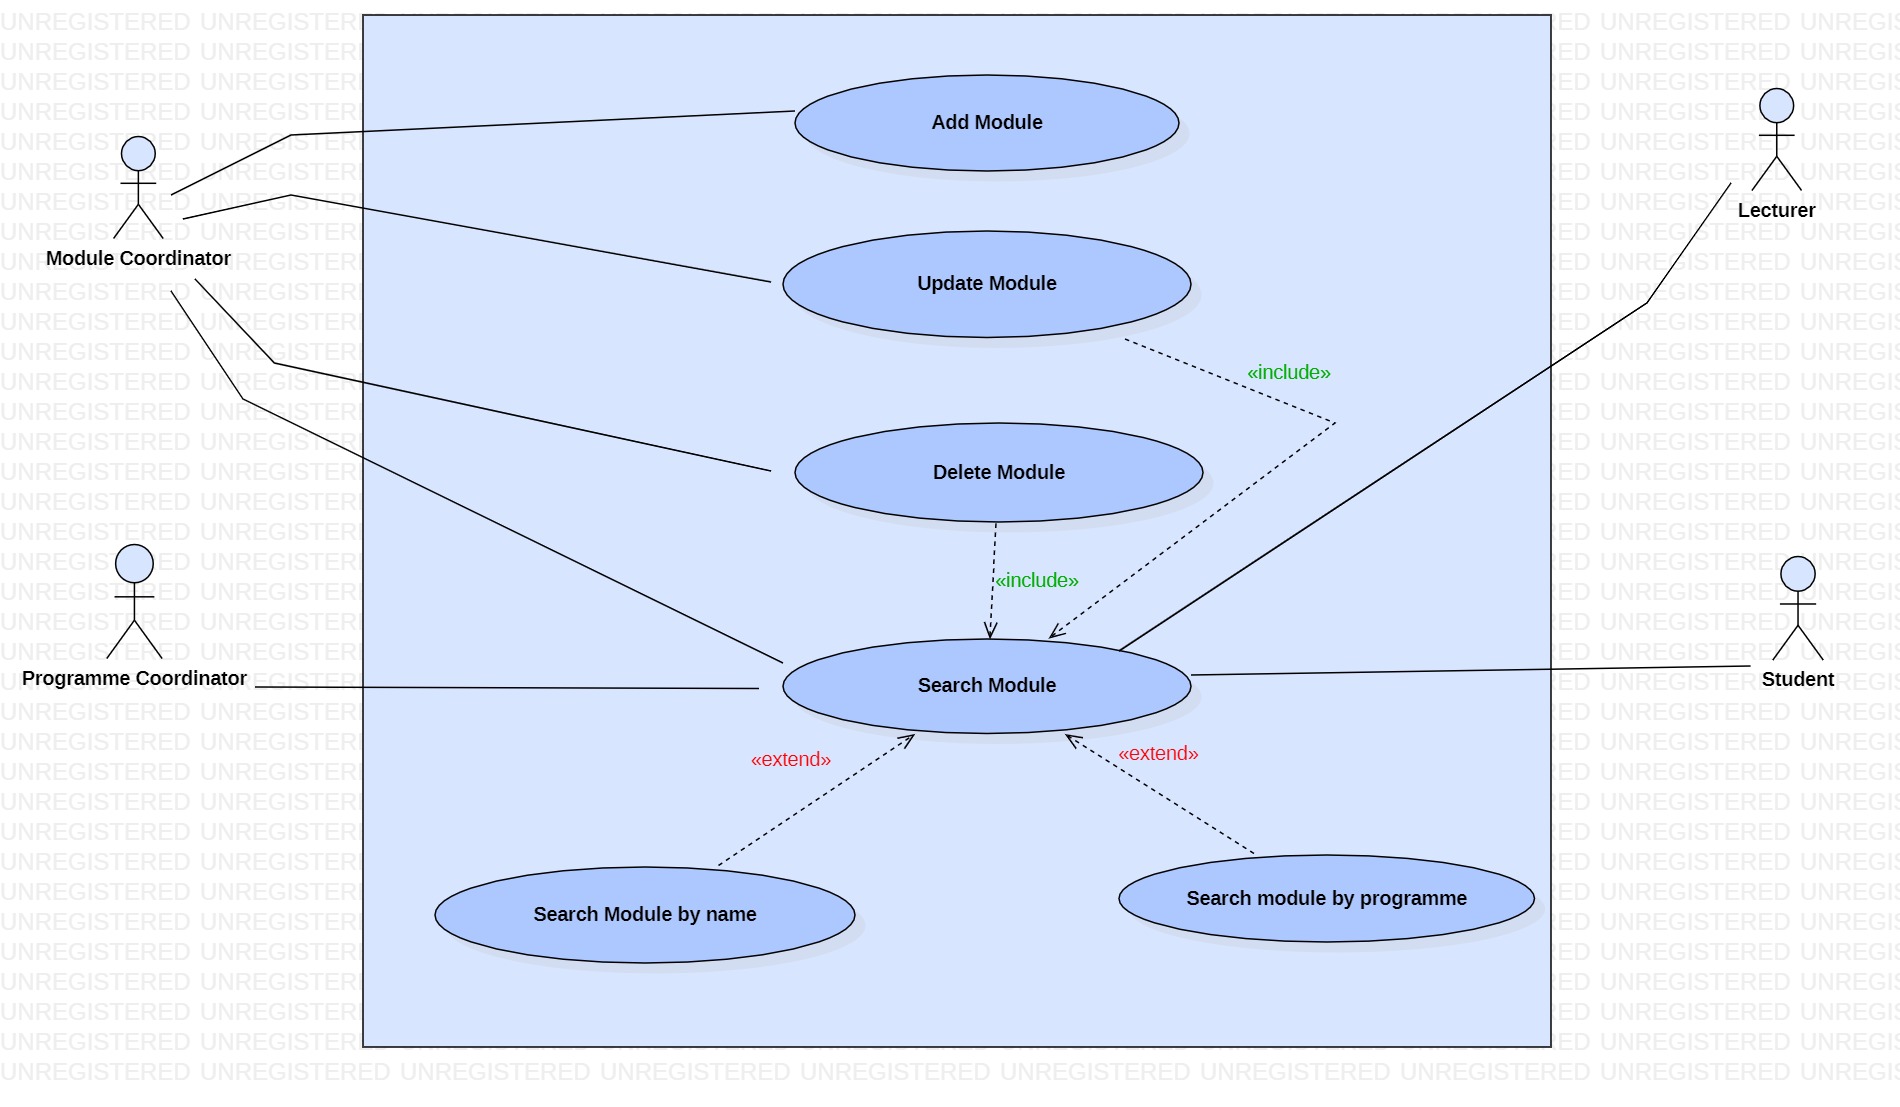 Add Module
Module Coordinator
Lecturer
Update Module
«include»
Delete Module
«include»
Programme Coordinator
Search Module
Student
«extend»
«extend»
Search Module by name
Search module by programme
UNREGISTERED UNREGISTERED UNREGISTERED UNREGISTERED UNREGISTERED UNREGISTERED UNREGISTERED UNREGISTERED UNREGISTERED